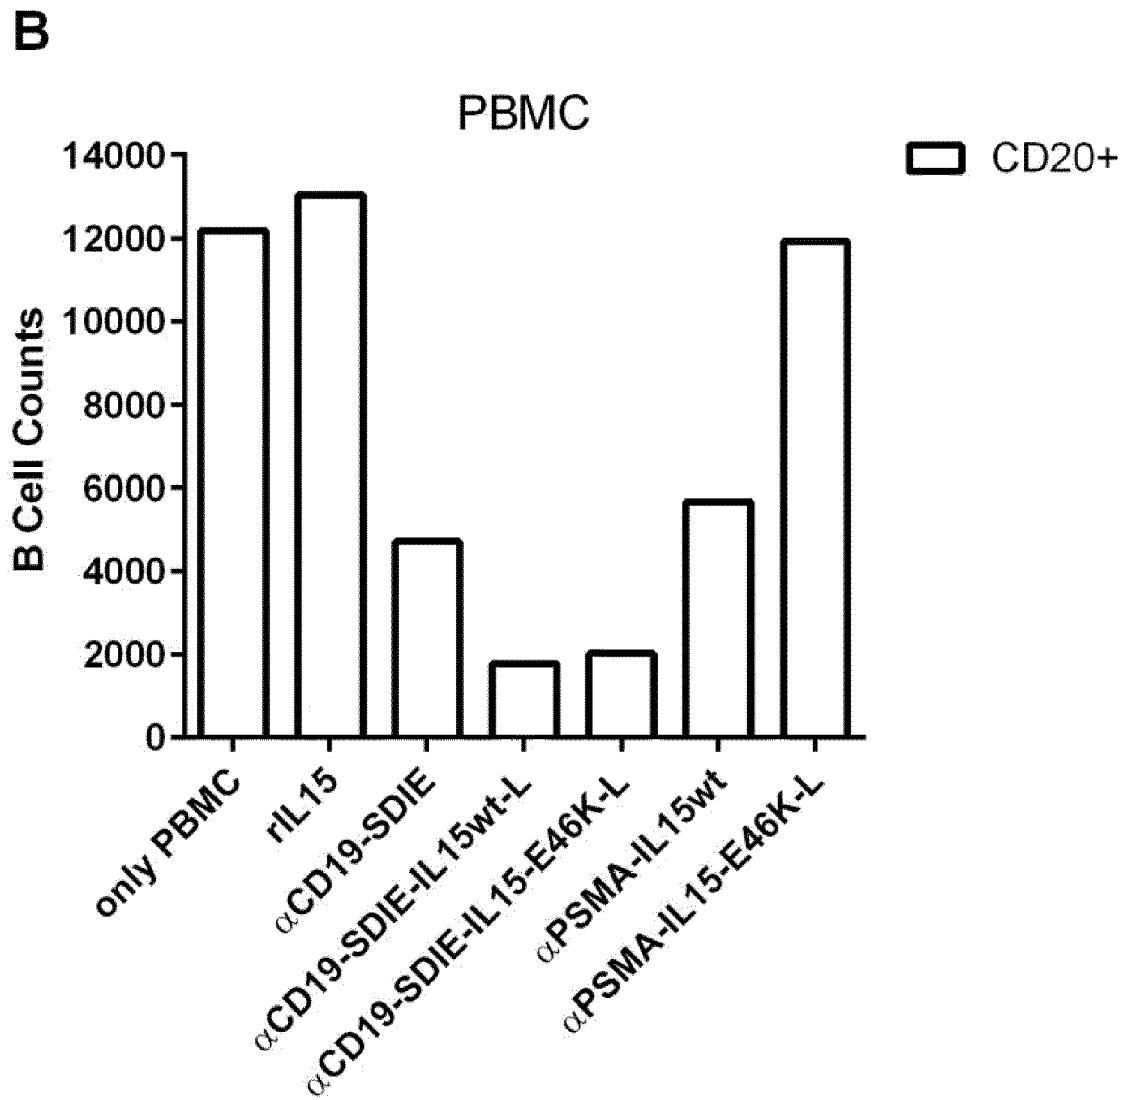 B
PBMC
CD20+
B Cell Counts
14000
12000
10000
8000
6000
4000
2000
0
only PBMC
rIL15
αCD19-SDIE
αCD19-SDIE-IL15wt-L
αCD19-SDIE-IL15-E46K-L
αPSMA-IL15wt
αPSMA-IL15-E46K-L